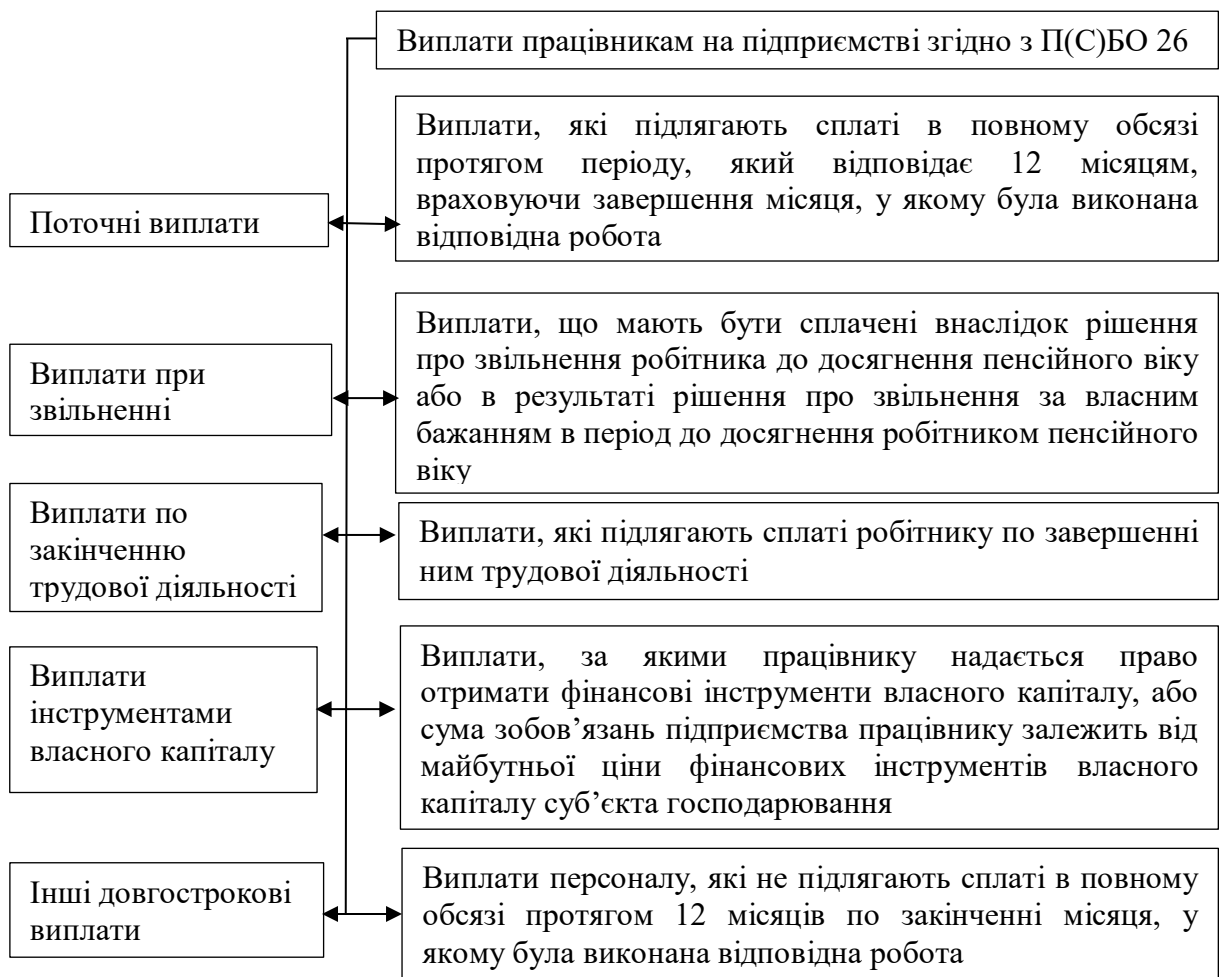 Виплати працівникам на підприємстві згідно з П(С)БО 26
Поточні виплати
Виплати, які підлягають сплаті в повному обсязі
протягом періоду, який відповідає 12 місяцям,
враховуючи завершення місяця, у якому була виконана
відповідна робота
Виплати при
звільненні
Виплати, що мають бути сплачені внаслідок рішення
про звільнення робітника до досягнення пенсійного віку
або в результаті рішення про звільнення за власним
бажанням в період до досягнення робітником пенсійного
віку
Виплати по
закінченню
трудової діяльності
Виплати, які підлягають сплаті робітнику по завершенні
ним трудової діяльності
Виплати
інструментами
власного капіталу
Виплати, за якими працівнику надається право
отримати фінансові інструменти власного капіталу, або
сума зобов’язань підприємства працівнику залежить від
майбутньої ціни фінансових інструментів власного
капіталу суб’єкта господарювання
Інші довгострокові
виплати
Виплати персоналу, які не підлягають сплаті в повному
обсязі протягом 12 місяців по закінченні місяця, у
якому була виконана відповідна робота